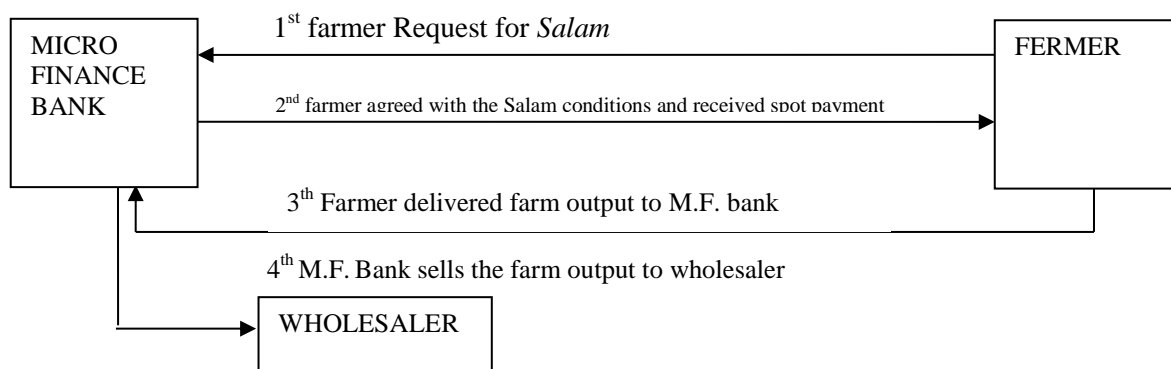 1st farmer Request for Salam
MICRO
FINANCE
BANK
FERMER
2nd farmer agreed with the Salam conditions and received spot payment
3th Farmer delivered farm output to M.F. bank
4th M.F. Bank sells the farm output to wholesaler
WHOLESALER